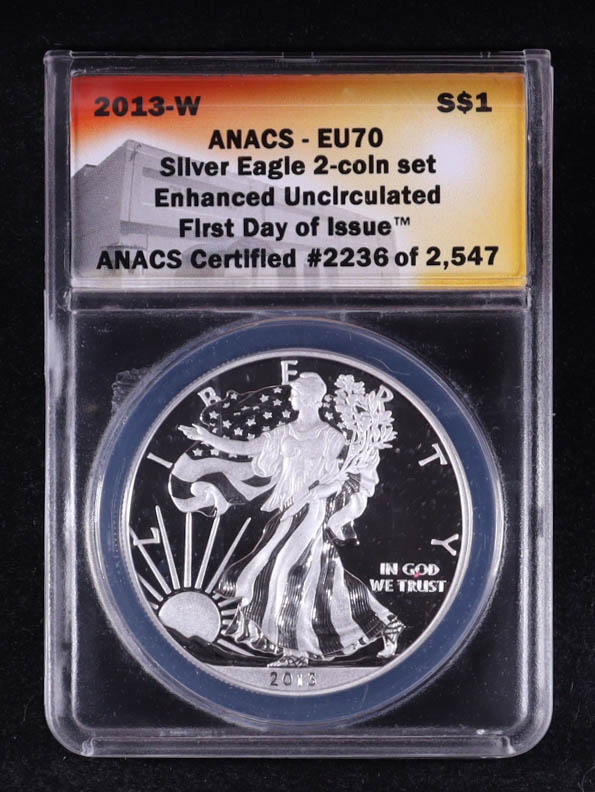 2013-W S$1
ANACS - EU70
Silver Eagle 2-coin set
Enhanced Uncirculated
First Day of Issue™
ANACS Certified #2236 of 2,547
LIBERTY
IN GOD
WE TRUST
2013